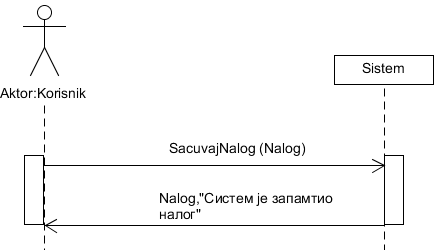 Sistem
Aktor:Korisnik
SacuvajNalog (Nalog)
Nalog,"Систем је запамтио
налог"